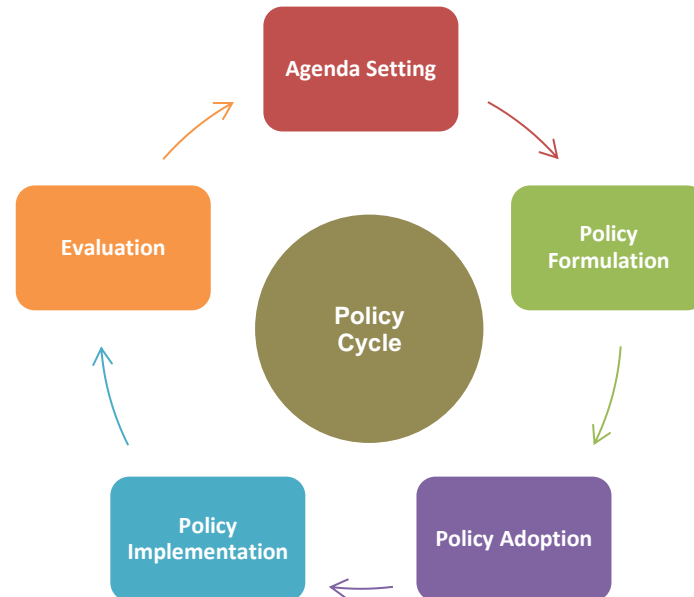 Agenda Setting
Policy
Formulation
Policy Adoption
Policy
Implementation
Evaluation
Policy
Cycle